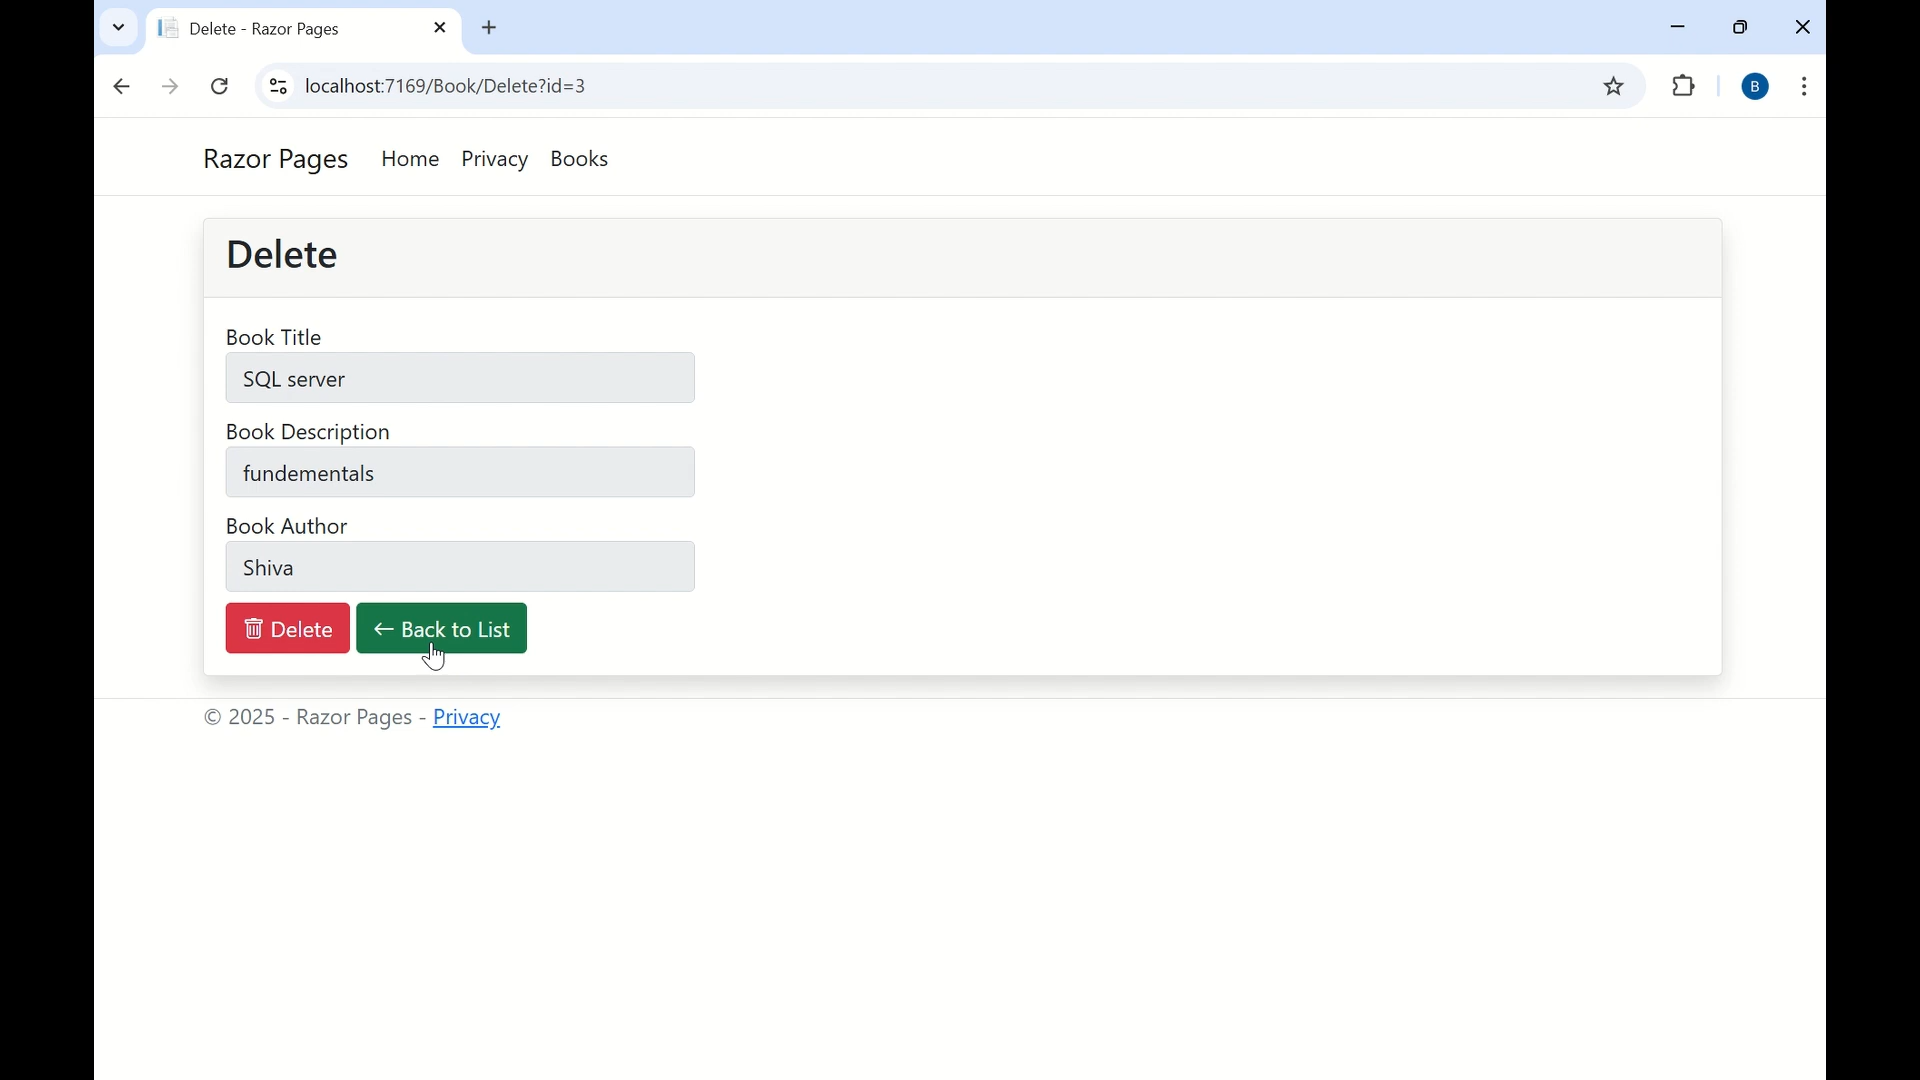 Delete - Razor Pages
localhost:7169/Book/Delete?id=3
B
Razor Pages Home Privacy Books
Delete
Book Title
SQL server
Book Description
fundementals
Book Author
Shiva
Delete ← Back to List
© 2025 - Razor Pages - Privacy